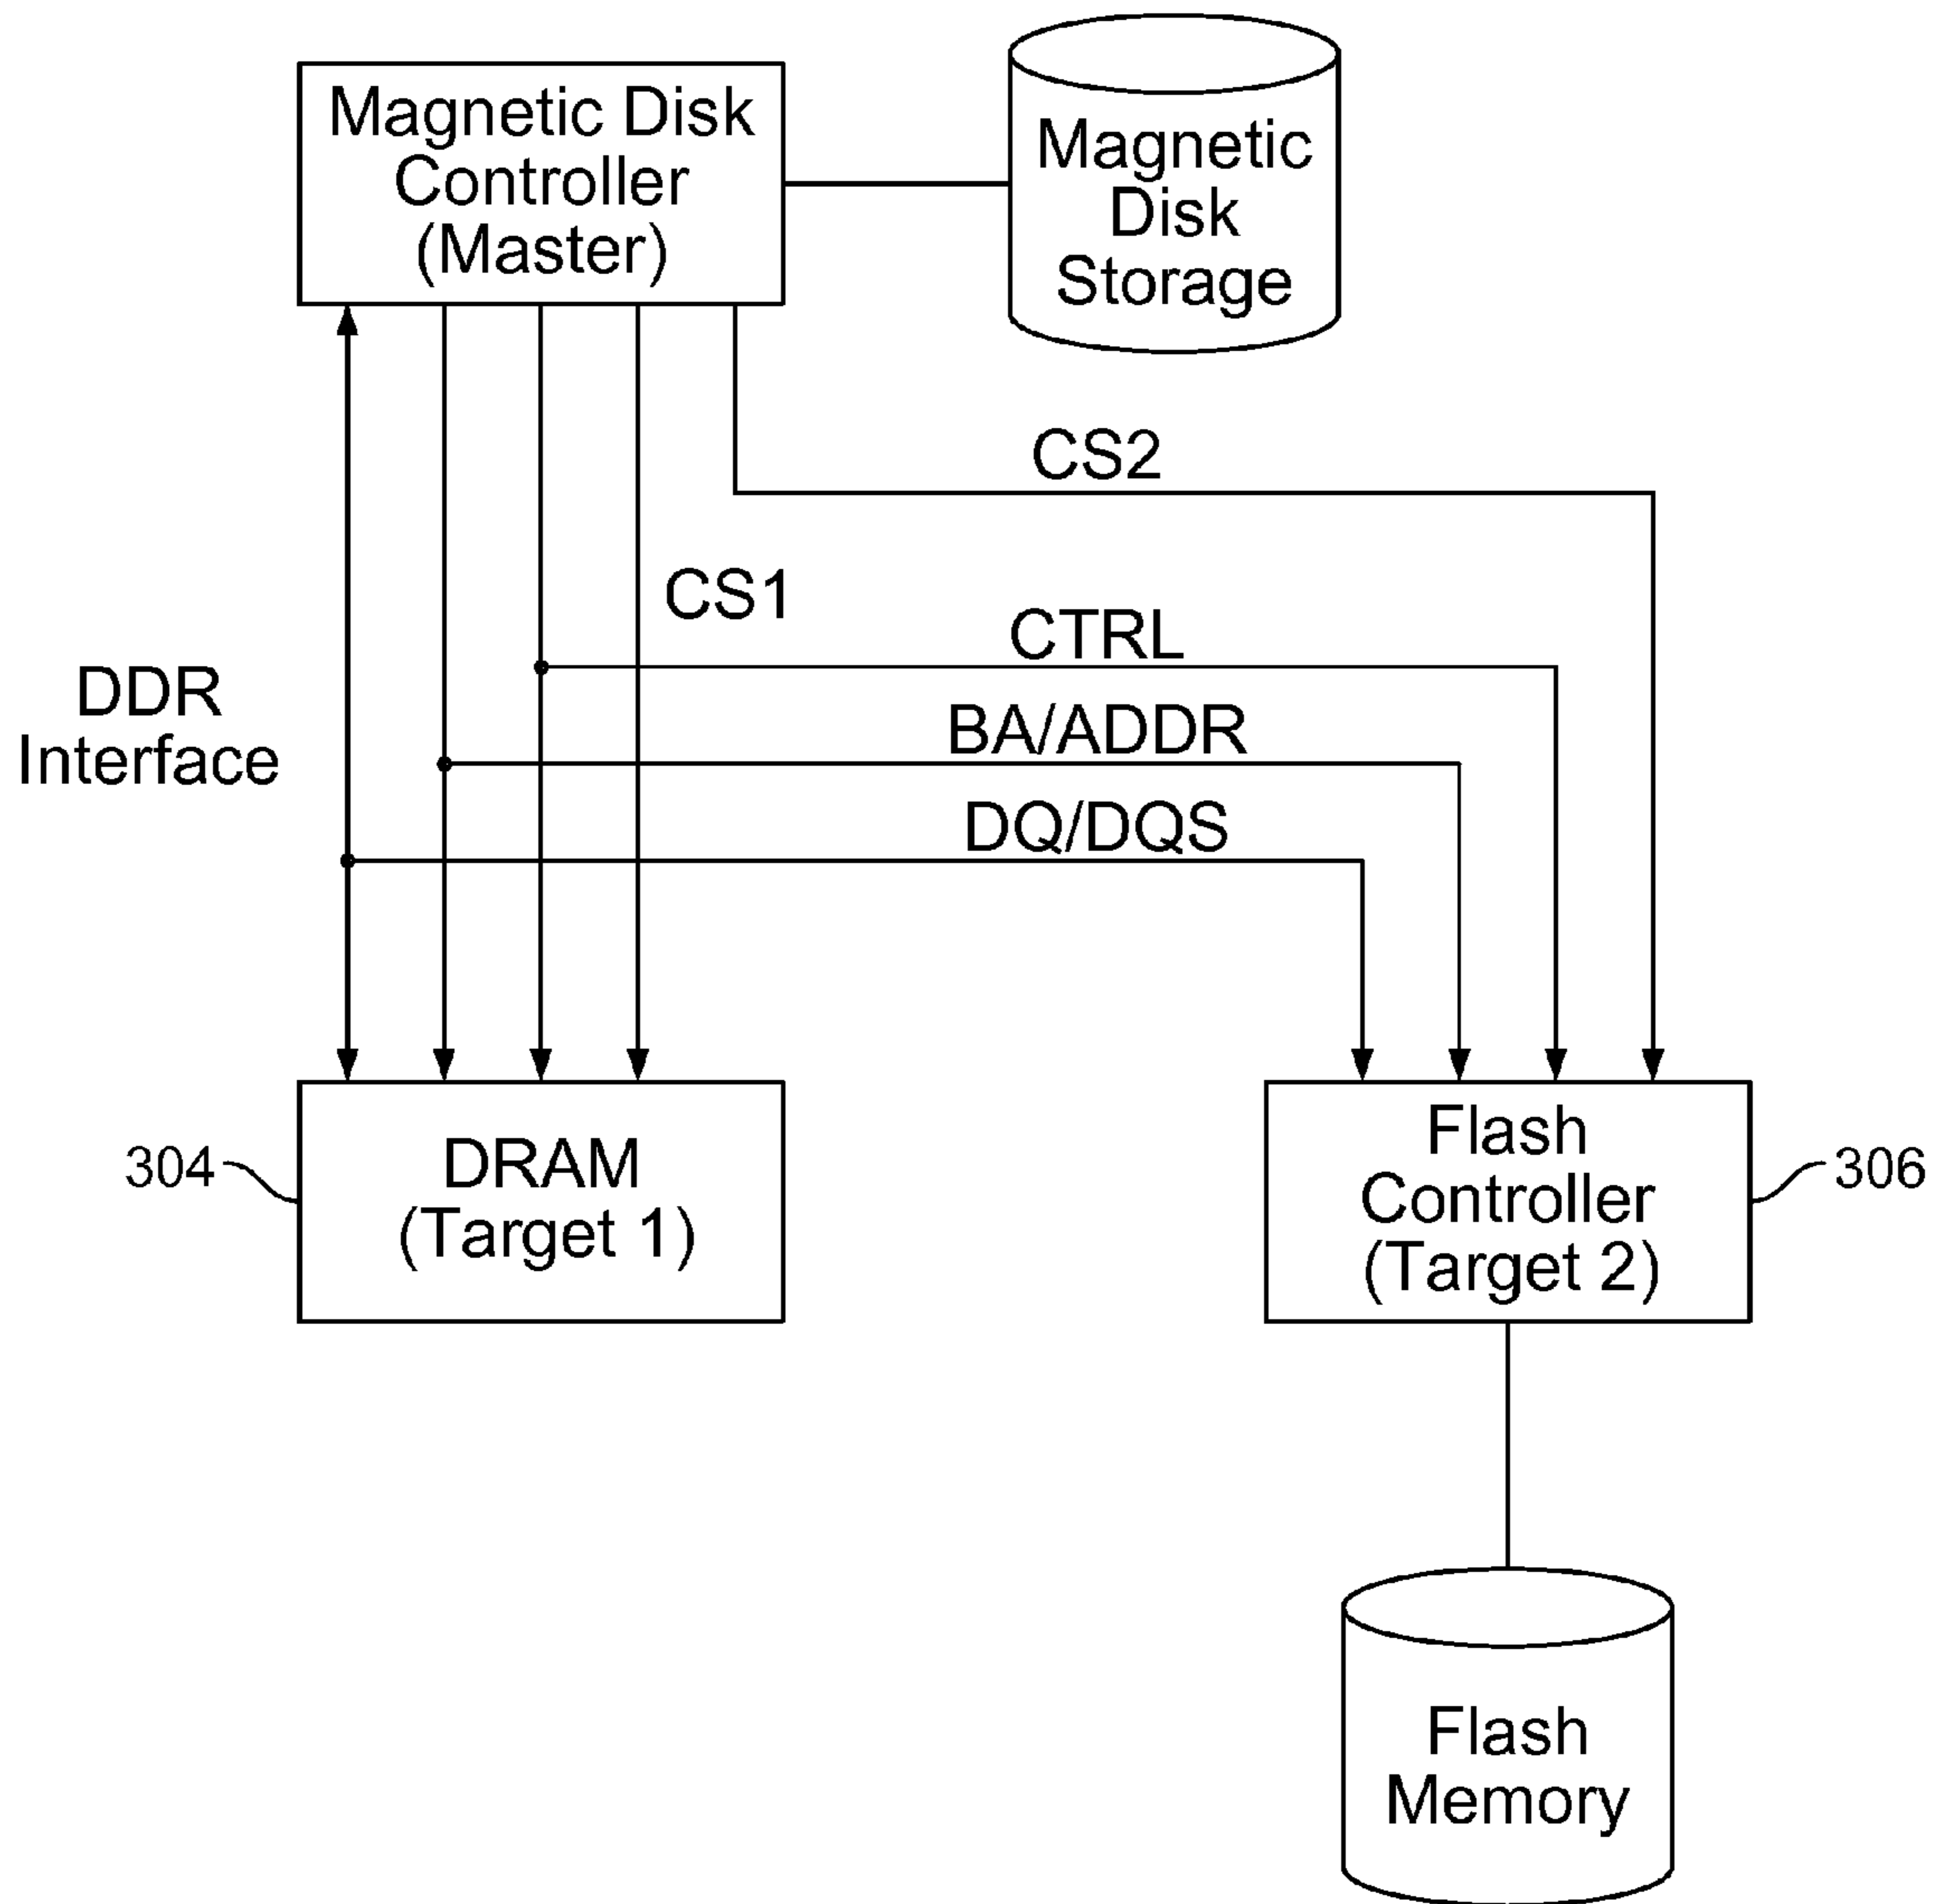 Magnetic Disk
Controller
(Master)
Magnetic
Disk
Storage
CS2
CS1
CTRL
DDR
Interface
BA/ADDR
DQ/DQS
304
DRAM
(Target 1)
Flash
Controller
(Target 2)
306
Flash
Memory